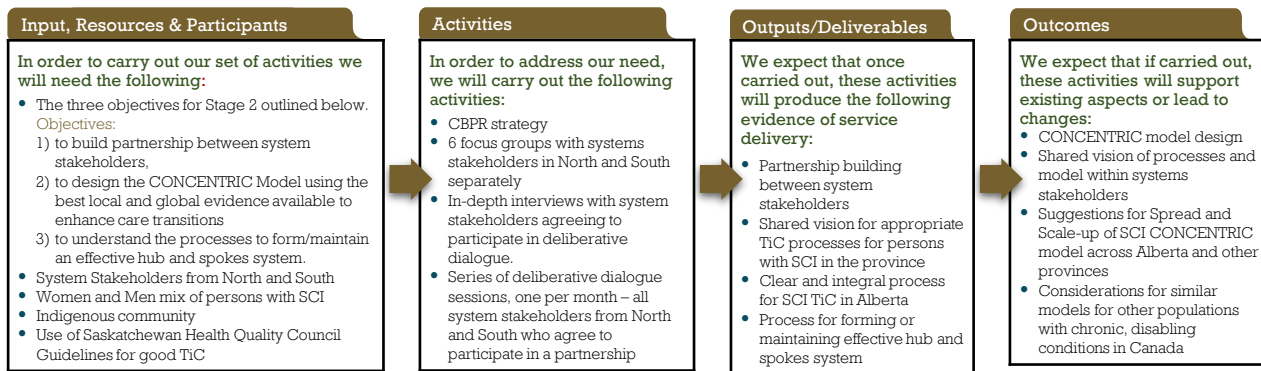 Input, Resources & Participants
In order to carry out our set of activities we
will need the following:
• The three objectives for Stage 2 outlined below.
Objectives:
1) to build partnership between system
stakeholders,
2) to design the CONCENTRIC Model using the
best local and global evidence available to
enhance care transitions
3) to understand the processes to form/maintain
an effective hub and spokes system.
• System Stakeholders from North and South
• Women and Men mix of persons with SCI
• Indigenous community
• Use of Saskatchewan Health Quality Council
Guidelines for good TiC
Activities
In order to address our need,
we will carry out the following
activities:
• CBPR strategy
• 6 focus groups with systems
stakeholders in North and South
separately
• In-depth interviews with system
stakeholders agreeing to
participate in deliberative
dialogue.
• Series of deliberative dialogue
sessions, one per month – all
system stakeholders from North
and South who agree to
participate in a partnership
Outputs/Deliverables
We expect that once
carried out, these activities
will produce the following
evidence of service
delivery:
• Partnership building
between system
stakeholders
• Shared vision for appropriate
TiC processes for persons
with SCI in the province
• Clear and integral process
for SCI TiC in Alberta
• Process for forming or
maintaining effective hub and
spokes system
Outcomes
We expect that if carried out,
these activities will support
existing aspects or lead to
changes:
• CONCENTRIC model design
• Shared vision of processes and
model within systems
stakeholders
• Suggestions for Spread and
Scale-up of SCI CONCENTRIC
model across Alberta and other
provinces
• Considerations for similar
models for other populations
with chronic, disabling
conditions in Canada